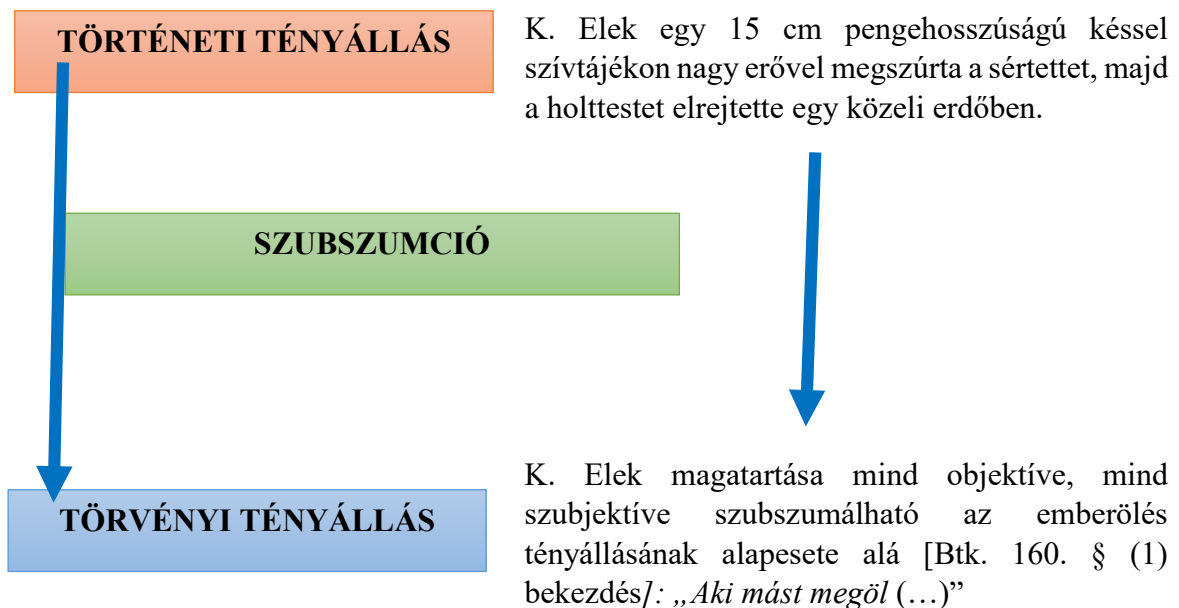 TÖRTÉNETI TÉNYÁLLÁS
K. Elek egy 15 cm pengehosszúságú késsel
szívtájékon nagy erővel megszúrta a sértettet, majd
a holttestet elrejtette egy közeli erdőben.
SZUBSZUMCIÓ
TÖRVÉNYI TÉNYÁLLÁS
K. Elek magatartása mind objektíve, mind
szubjektíve szubszumálható az emberölés
tényállásának alapesete alá [Btk. 160. § (1)
bekezdés]: „Aki mást megöl (…)”